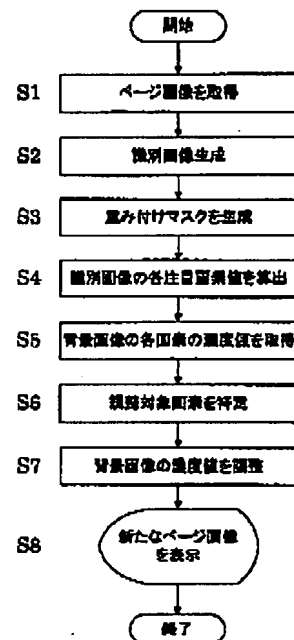 開始
S1 ページ画像を取得
S2 識別画像生成
S3 重み付けマスクを生成
S4 識別画像の各注目画素値を算出
S5 背景画像の各画素の濃度値を取得
S6 調整対象画素を特定
S7 背景画像の濃度値を調整
S8 新たなページ画像
を表示
終了